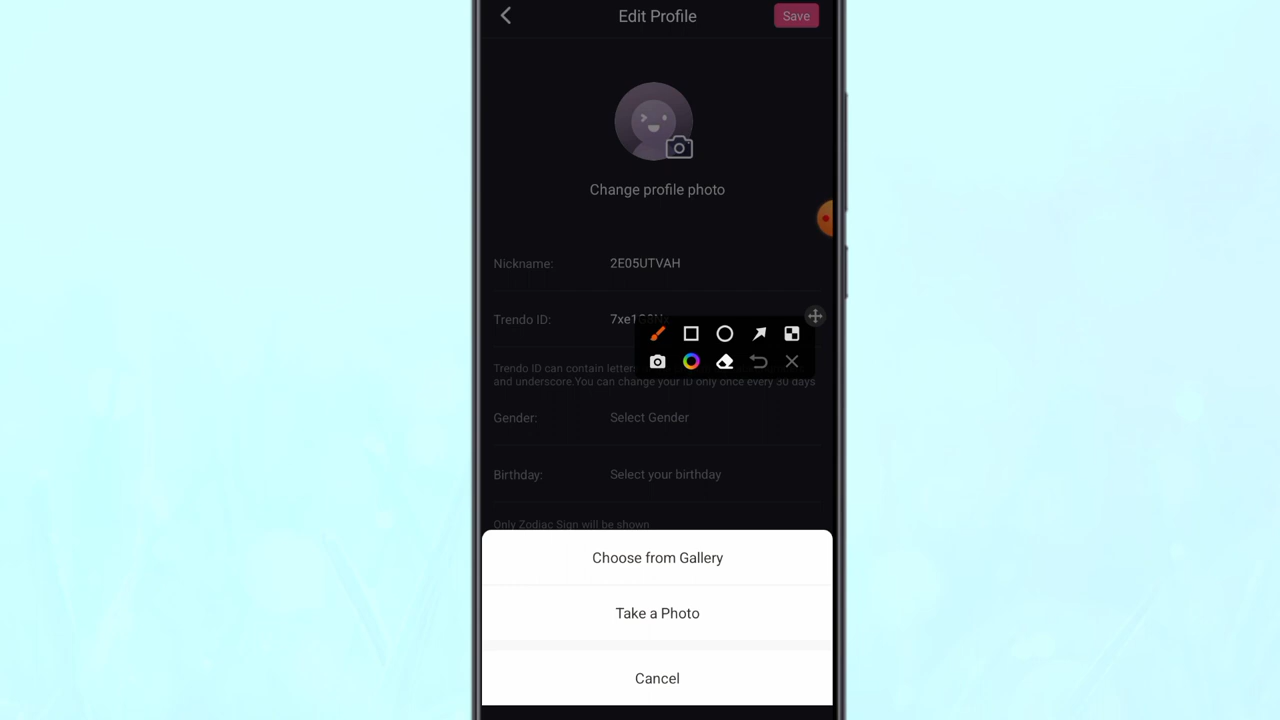 Edit Profile
Save
Change profile photo
Nickname: 2E05UTVAH
Trendo ID:
Trendo ID can contain
and underscore.You can change your ID only once every 30 days
Gender: Select Gender
Birthday: Select your birthday
Only Zodiac Sign will be shown
Choose from Gallery
Take a Photo
Cancel